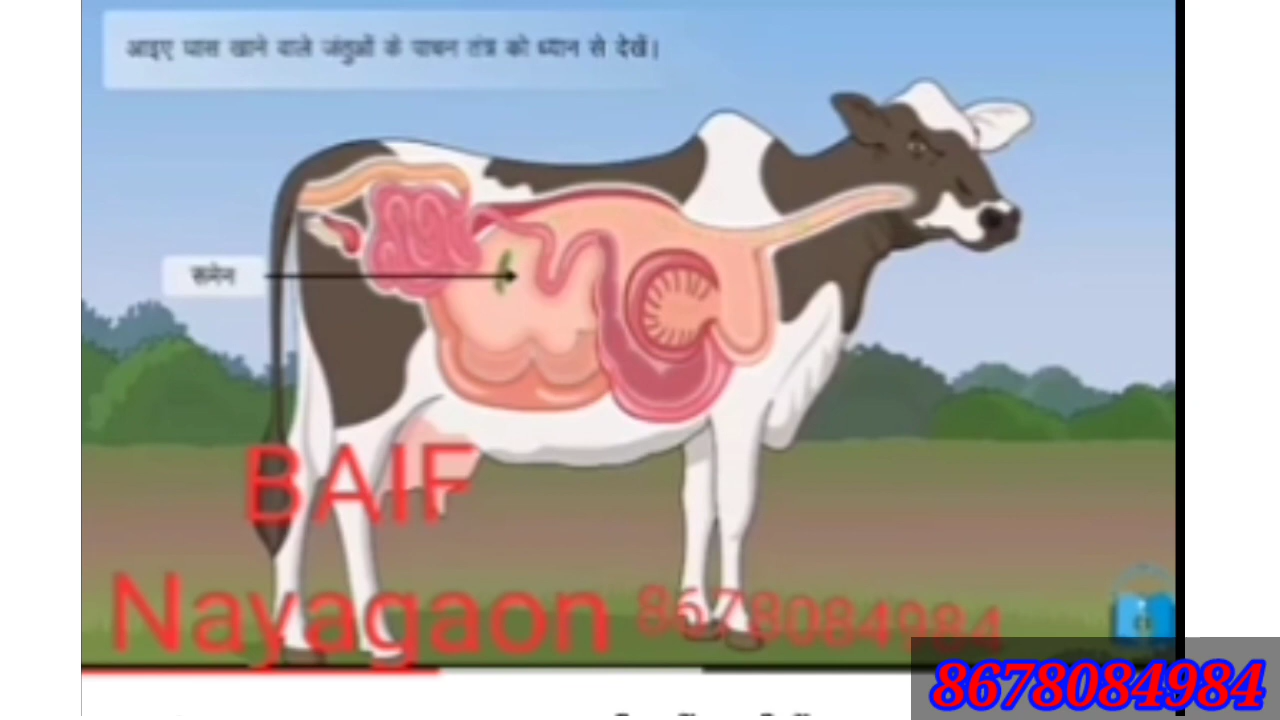 आइए घास खाने वाले जंतुओं के पाचन तंत्र को ध्यान से देखें।
रूमेन
BAIF
Nayagaon 8678084984
8678084984